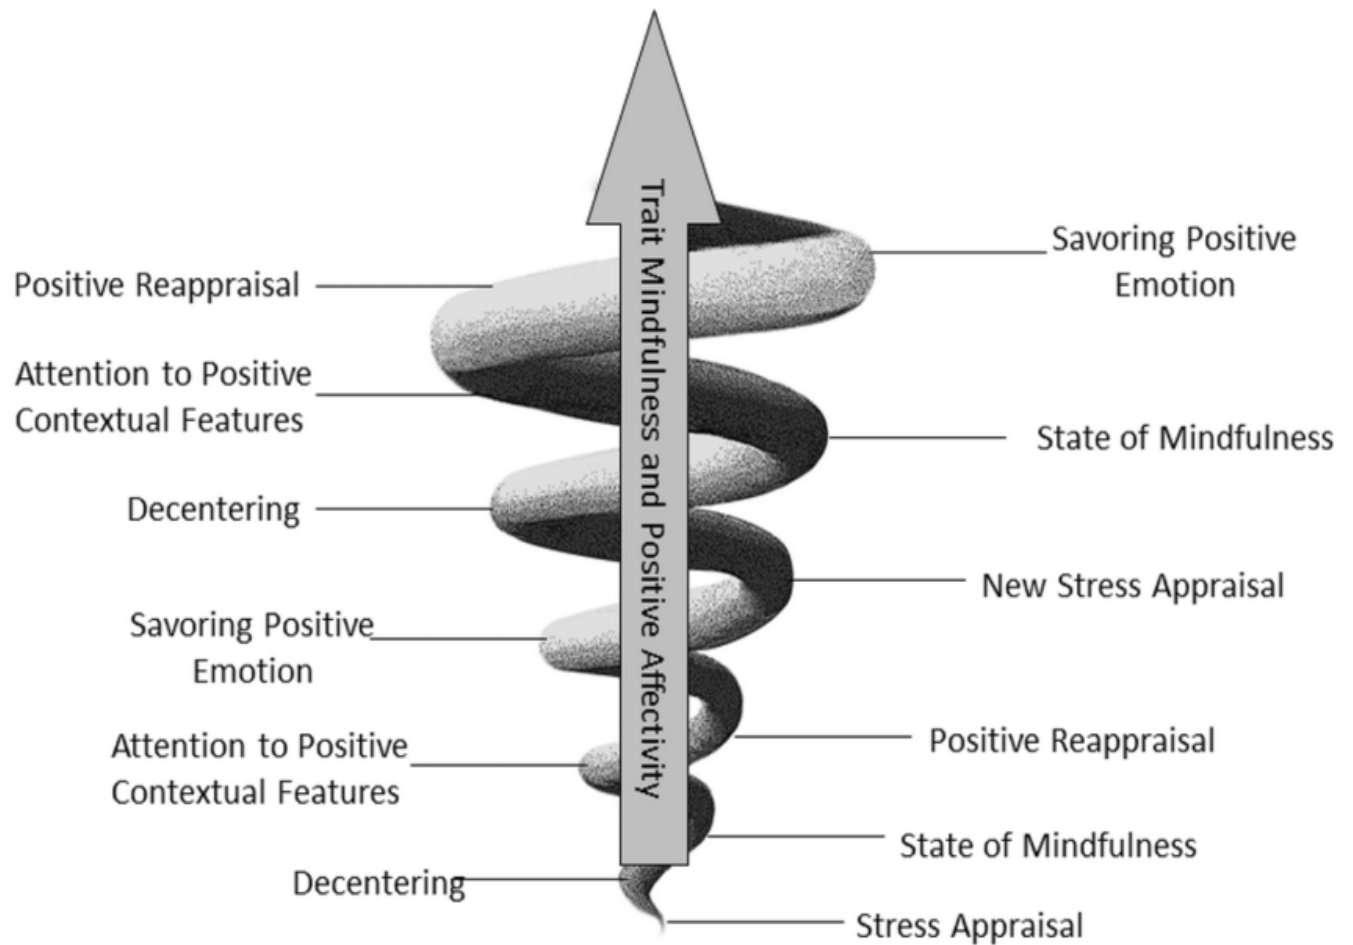 Trait Mindfulness and Positive Affectivity
Savoring Positive
Emotion
Positive Reappraisal
Attention to Positive
Contextual Features
State of Mindfulness
Decentering
New Stress Appraisal
Savoring Positive
Emotion
Positive Reappraisal
Attention to Positive
Contextual Features
State of Mindfulness
Decentering
Stress Appraisal